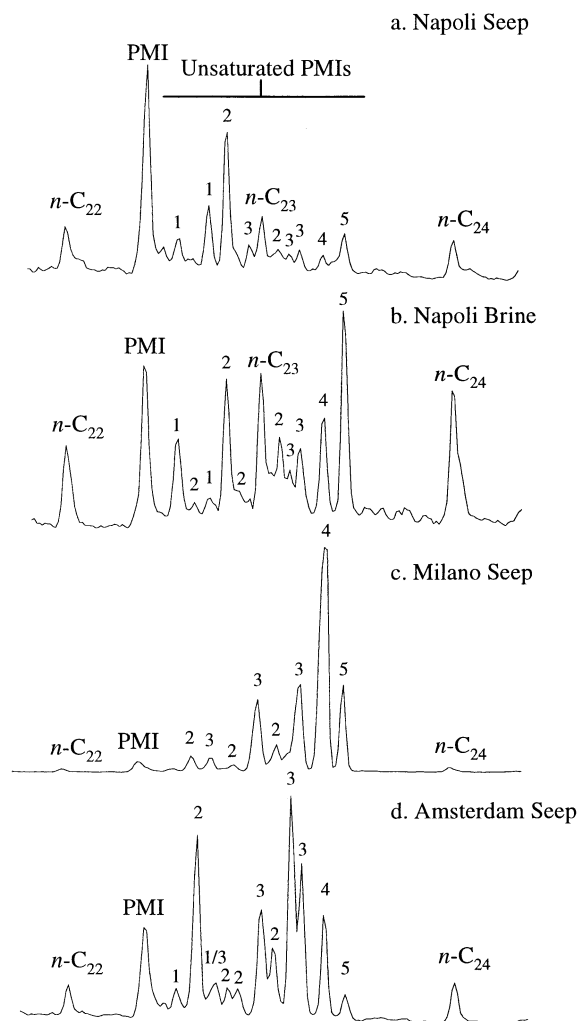 a. Napoli Seep
PMI
Unsaturated PMIs
2
n-C22
1
1
3
n-C23
2
3
3
4
5
n-C24
b. Napoli Brine
5
PMI
2
n-C23
n-C24
n-C22
1
2
1
2
2
3
3
4
c. Milano Seep
4
n-C22
PMI
2
3
2
3
2
3
5
n-C24
d. Amsterdam Seep
3
2
3
PMI
n-C22
1
1/3
2
2
3
2
4
5
n-C24